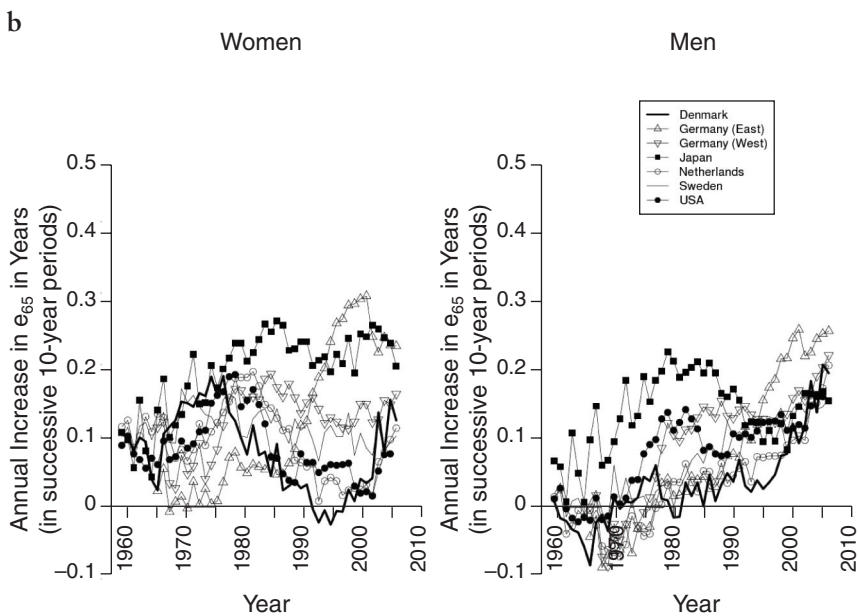 b
Women
Men
Denmark
Germany (East)
Germany (West)
Japan
Netherlands
Sweden
USA
Annual Increase in e65 in Years
(in successive 10-year periods)
0.5
0.4
0.3
0.2
0.1
0
−0.1
1960
1970
1980
1990
2000
2010
Year
Annual Increase in e65 in Years
(in successive 10-year periods)
0.5
0.4
0.3
0.2
0.1
0
−0.1
1960
1970
1980
1990
2000
2010
Year